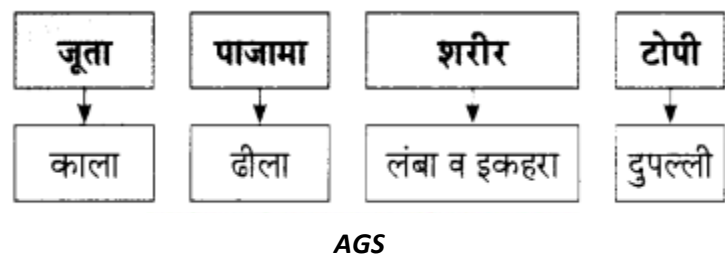 जूता पाजामा शरीर टोपी
काला ढीला लंबा व इकहरा दुपल्ली
AGS